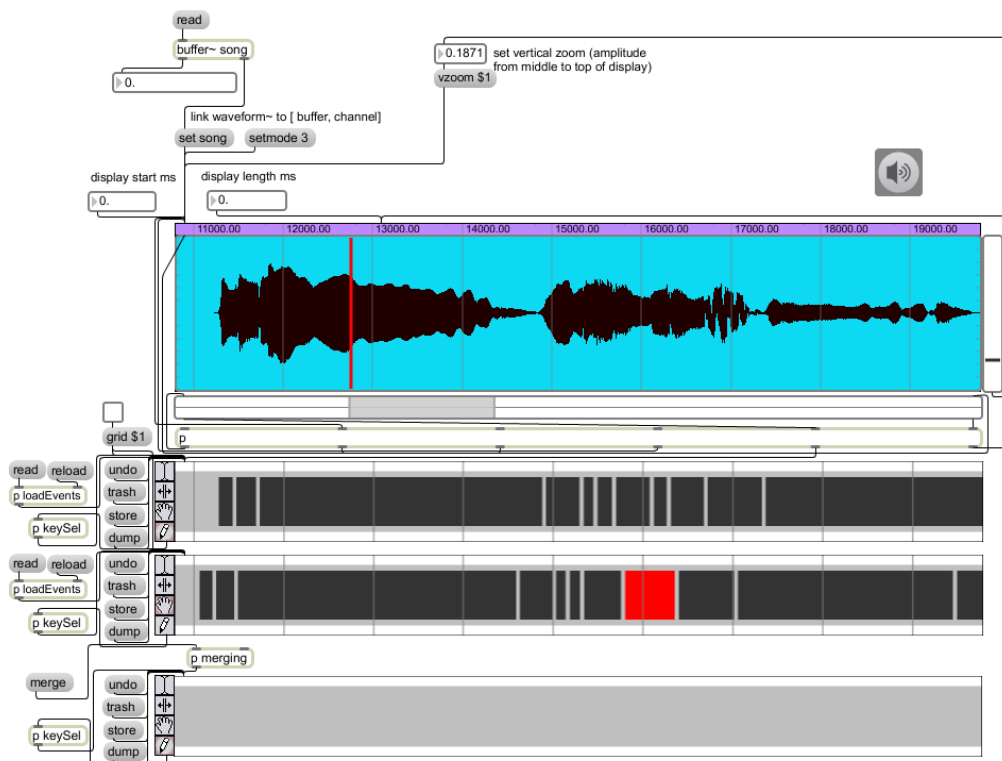 read
buffer~ song
0.
0.1871
set vertical zoom (amplitude
from middle to top of display)
vzoom $1
link waveform~ to [ buffer, channel]
set song
setmode 3
display start ms
display length ms
0.
0.
11000.00
12000.00
13000.00
14000.00
15000.00
16000.00
17000.00
18000.00
19000.00
grid $1
p
read
reload
undo
p loadEvents
trash
store
p keySel
dump
read
reload
undo
p loadEvents
trash
store
p keySel
dump
p merging
merge
undo
trash
store
p keySel
dump